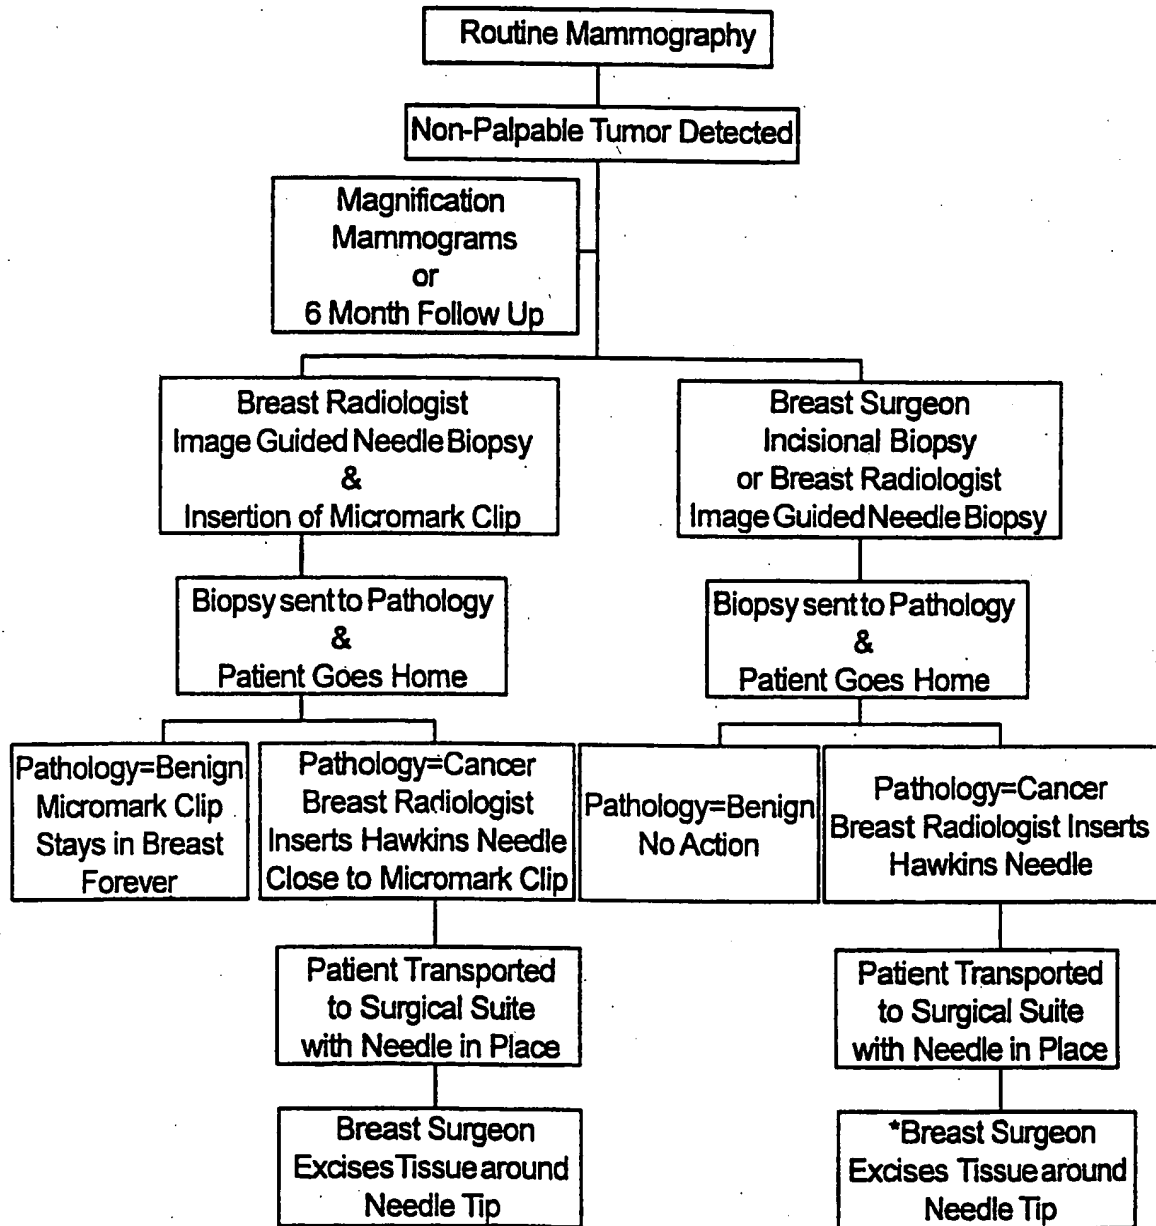 Routine Mammography
Non-Palpable Tumor Detected
Magnification
Mammograms
or
6 Month Follow Up
Breast Radiologist
Image Guided Needle Biopsy
&
Insertion of Micromark Clip
Breast Surgeon
Incisional Biopsy
or Breast Radiologist
Image Guided Needle Biopsy
Biopsy sent to Pathology
&
Patient Goes Home
Biopsy sent to Pathology
&
Patient Goes Home
Pathology=Benign
Micromark Clip
Stays in Breast
Forever
Pathology=Cancer
Breast Radiologist
Inserts Hawkins Needle
Close to Micromark Clip
Pathology=Benign
No Action
Pathology=Cancer
Breast Radiologist Inserts
Hawkins Needle
Patient Transported
to Surgical Suite
with Needle in Place
Patient Transported
to Surgical Suite
with Needle in Place
Breast Surgeon
Excises Tissue around
Needle Tip
*Breast Surgeon
Excises Tissue around
Needle Tip